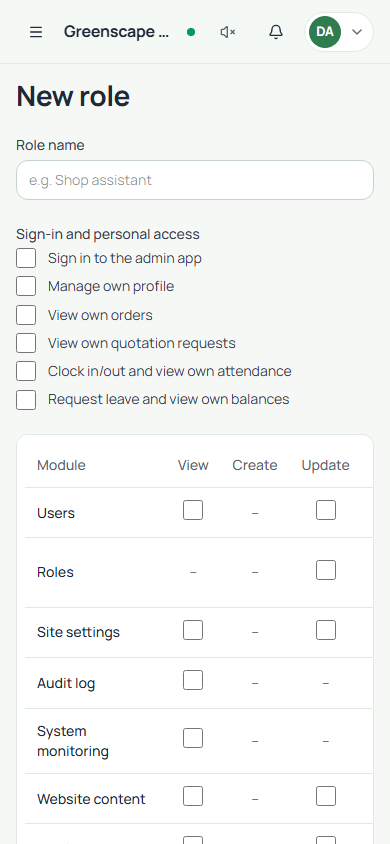 Greenscape ...
DA
New role
Role name
e.g. Shop assistant
Sign-in and personal access
Sign in to the admin app
Manage own profile
View own orders
View own quotation requests
Clock in/out and view own attendance
Request leave and view own balances
Module View Create Update
Users –
Roles – –
Site settings –
Audit log – –
System
monitoring – –
Website content –